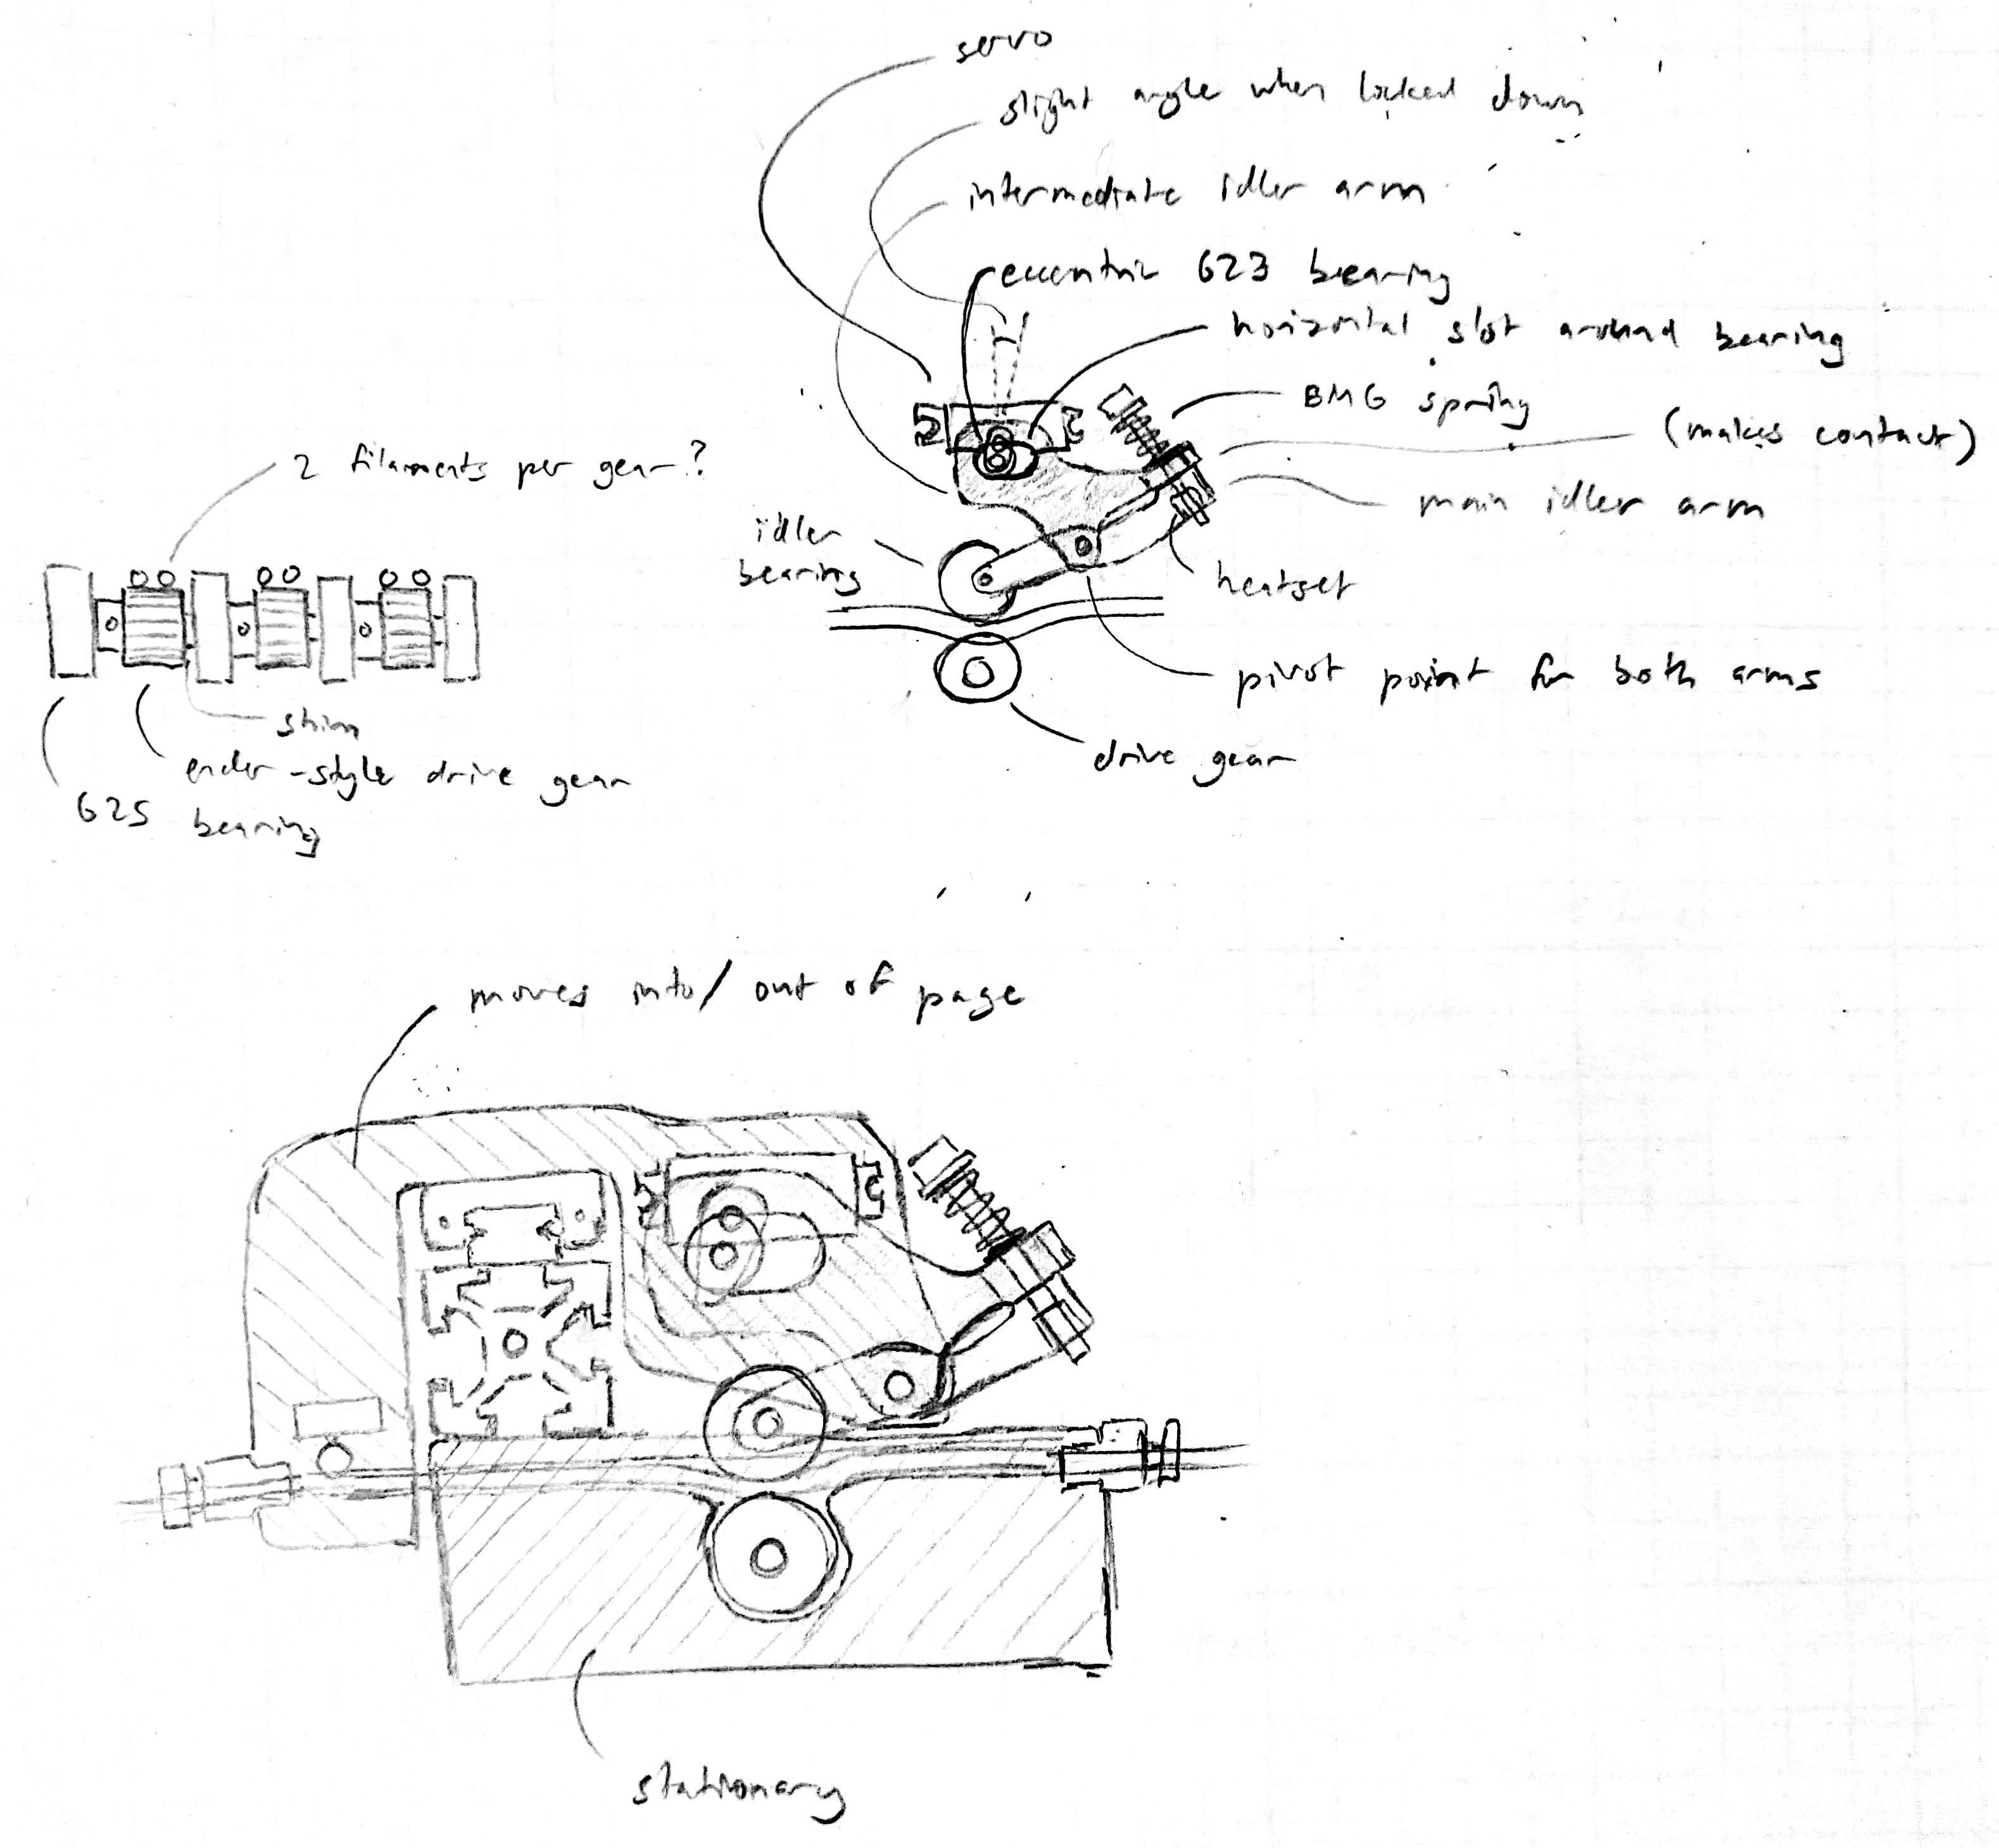 servo
slight angle when locked down
intermediate idler arm
eccentric 623 bearing
horizontal slot around bearing
BMG spring
(makes contact)
main idler arm
heatset
idler
bearing
pivot point for both arms
drive gear
2 filaments per gear?
shim
ender-style drive gear
625 bearing
moves into/out of page
stationary